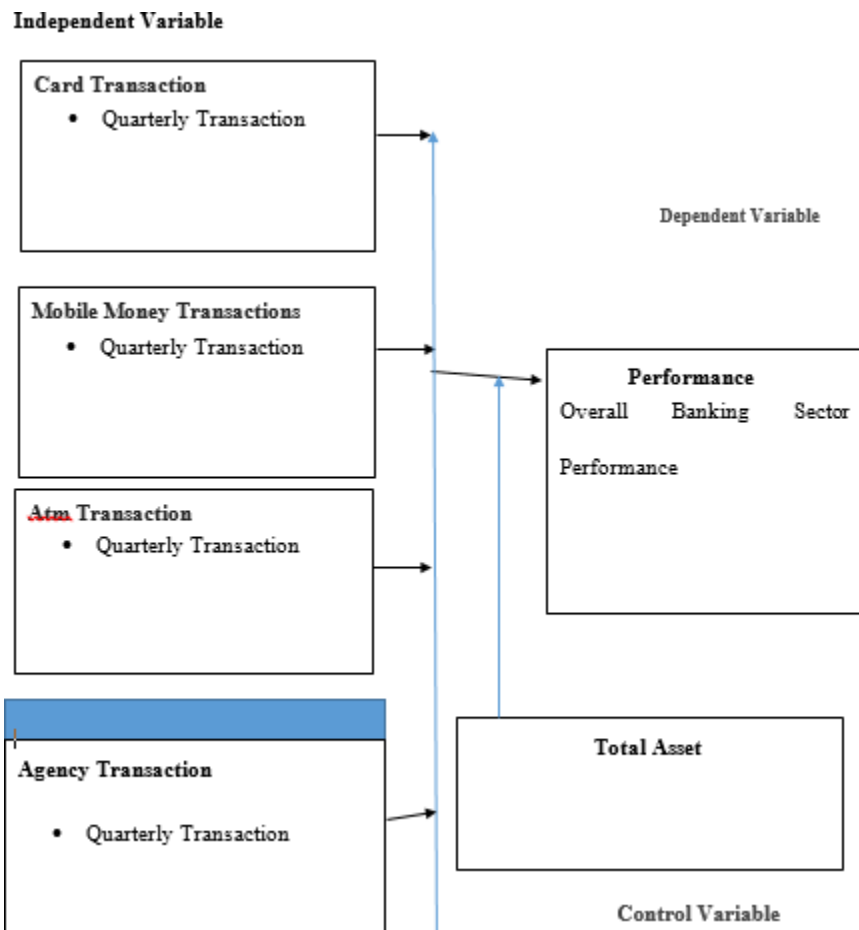 Independent Variable
Card Transaction
• Quarterly Transaction
Dependent Variable
Mobile Money Transactions
• Quarterly Transaction
Performance
Overall Banking Sector
Performance
Atm Transaction
• Quarterly Transaction
Total Asset
Agency Transaction
• Quarterly Transaction
Control Variable